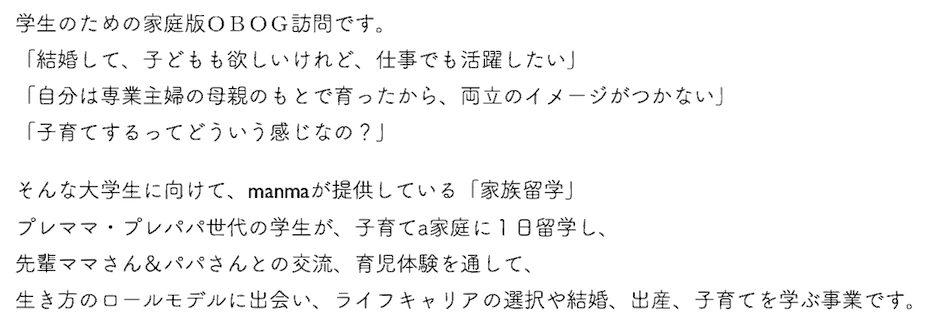 学生のための家庭版ＯＢＯＧ訪問です。
「結婚して、子どもも欲しいけれど、仕事でも活躍したい」
「自分は専業主婦の母親のもとで育ったから、両立のイメージがつかない」
「子育てするってどういう感じなの？」
そんな大学生に向けて、manmaが提供している「家族留学」
プレママ・プレパパ世代の学生が、子育てa家庭に１日留学し、
先輩ママさん＆パパさんとの交流、育児体験を通して、
生き方のロールモデルに出会い、ライフキャリアの選択や結婚、出産、子育てを学ぶ事業です。